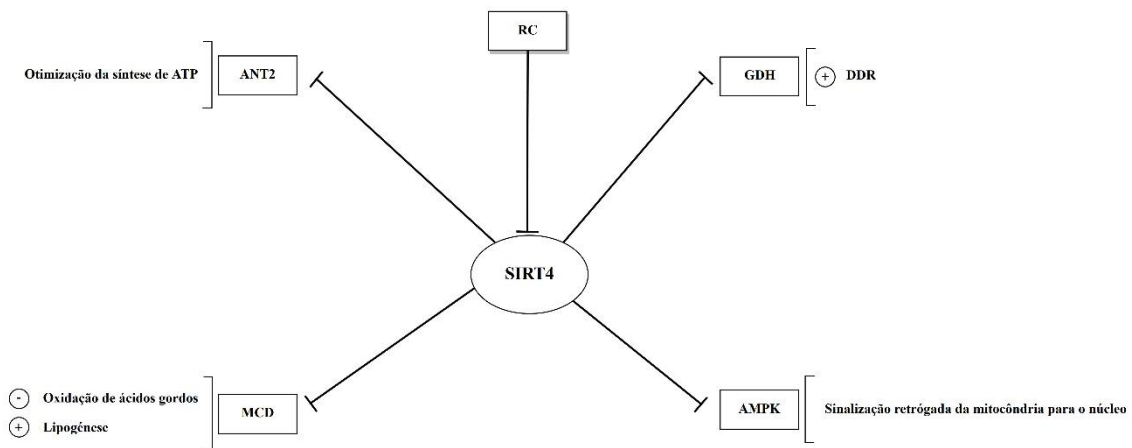 RC
Otimização da síntese de ATP
ANT2
GDH
+ DDR
SIRT4
- Oxidação de ácidos gordos
+ Lipogénese
MCD
AMPK
Sinalização retrógada da mitocôndria para o núcleo